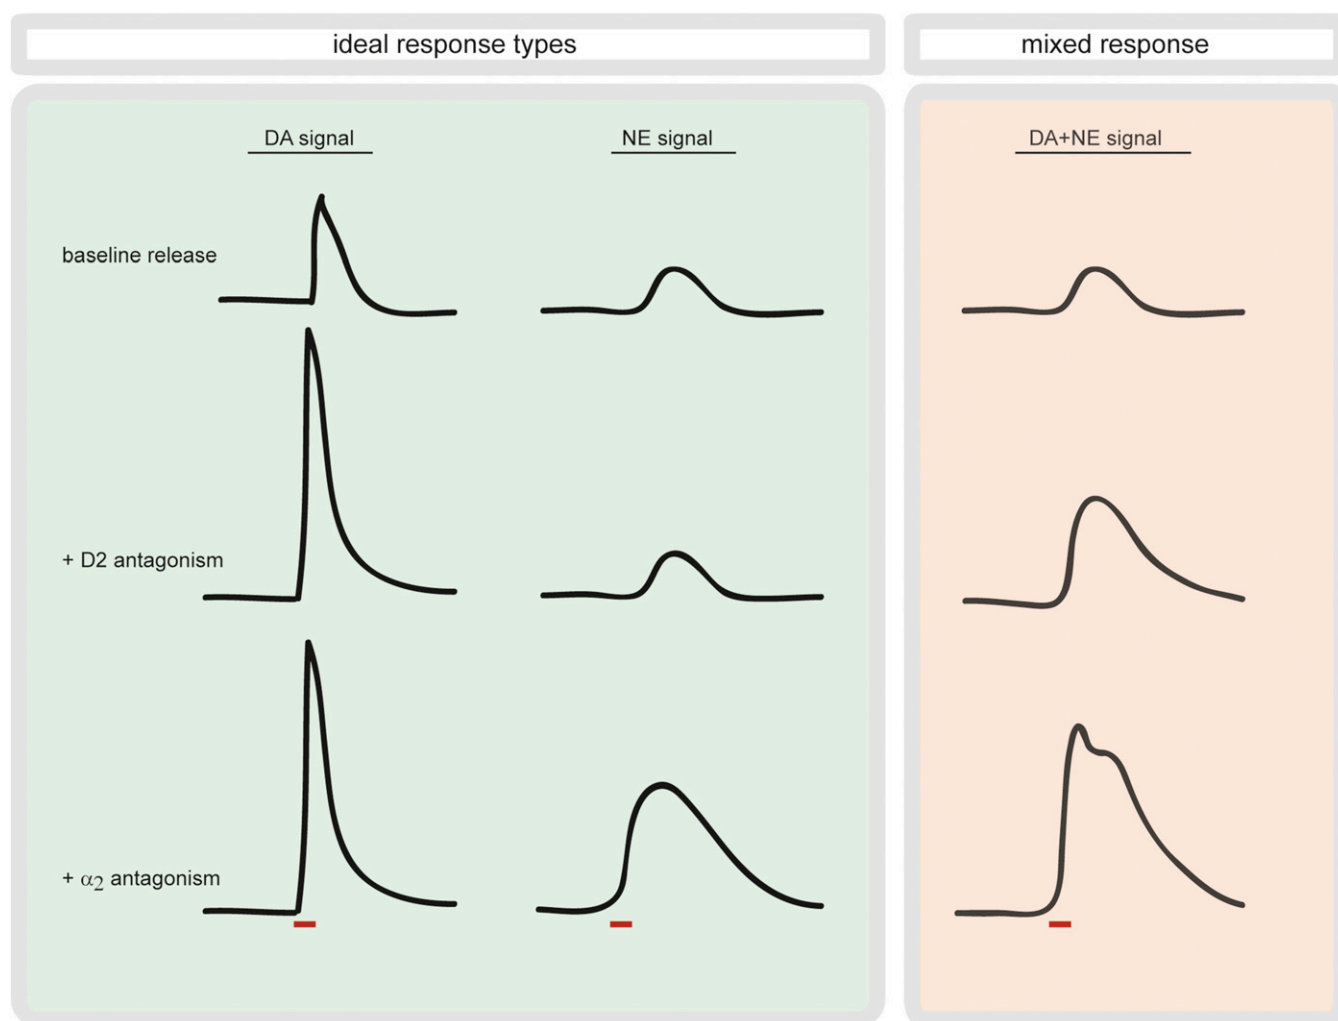 ideal response types
mixed response
DA signal
NE signal
DA+NE signal
baseline release
+ D2 antagonism
+ α2 antagonism